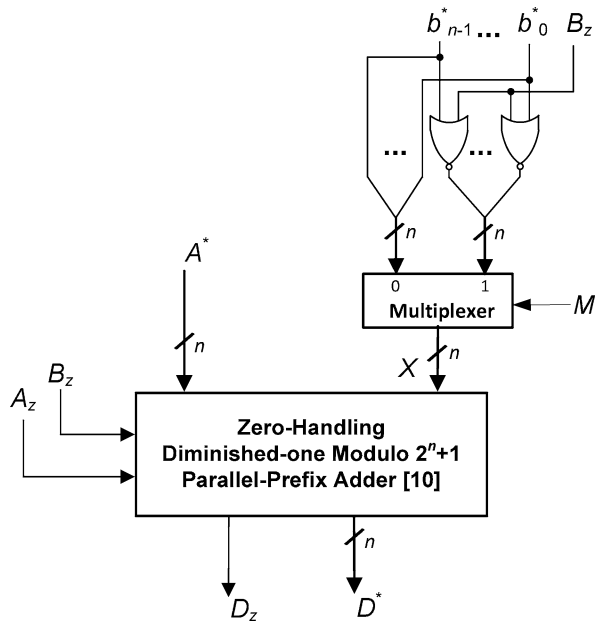 b*n-1 ... b*0 Bz
... ...
n n
A* 0 1
Multiplexer M
n X n
Bz
Az
Zero-Handling
Diminished-one Modulo 2ⁿ+1
Parallel-Prefix Adder [10]
n
Dz D*